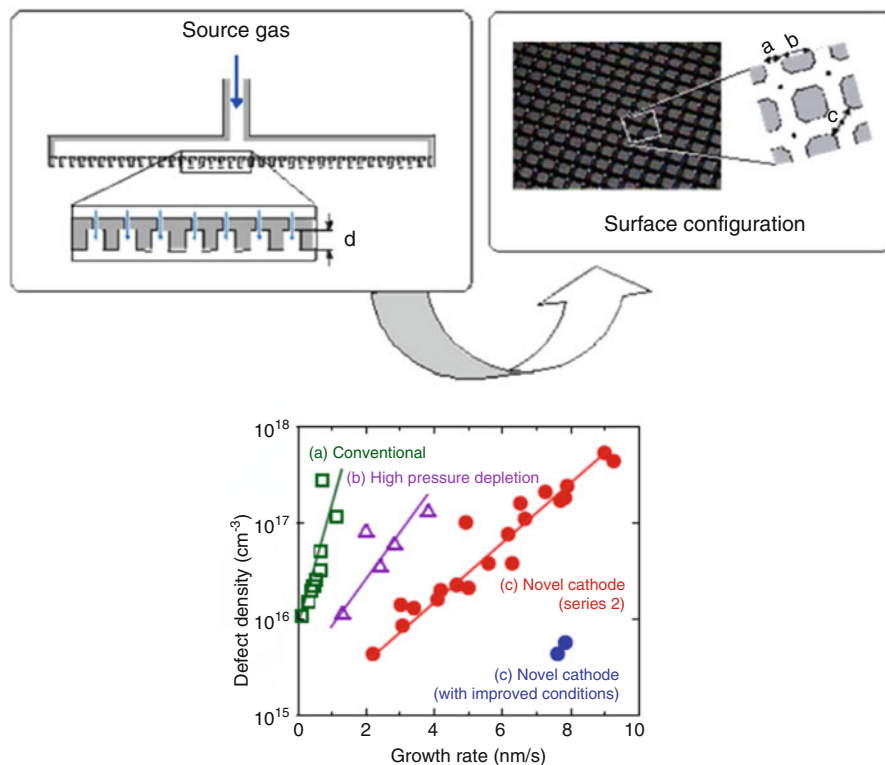 Source gas
d
a b
c
Surface configuration
10^18
10^17
10^16
10^15
Defect density (cm^-3)
(a) Conventional
(b) High pressure depletion
(c) Novel cathode
(series 2)
(c) Novel cathode
(with improved conditions)
0 2 4 6 8 10
Growth rate (nm/s)